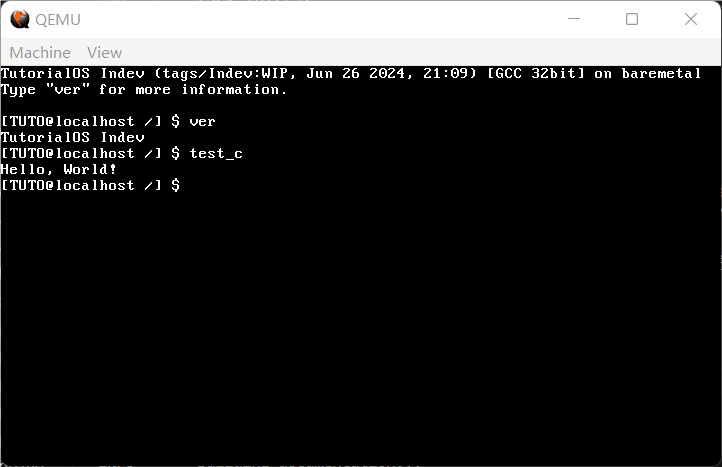 QEMU
Machine View
TutorialOS Indev (tags/Indev:WIP, Jun 26 2024, 21:09) [GCC 32bit] on baremetal
Type "ver" for more information.
[TUTO@localhost /] $ ver
TutorialOS Indev
[TUTO@localhost /] $ test_c
Hello, World!
[TUTO@localhost /] $